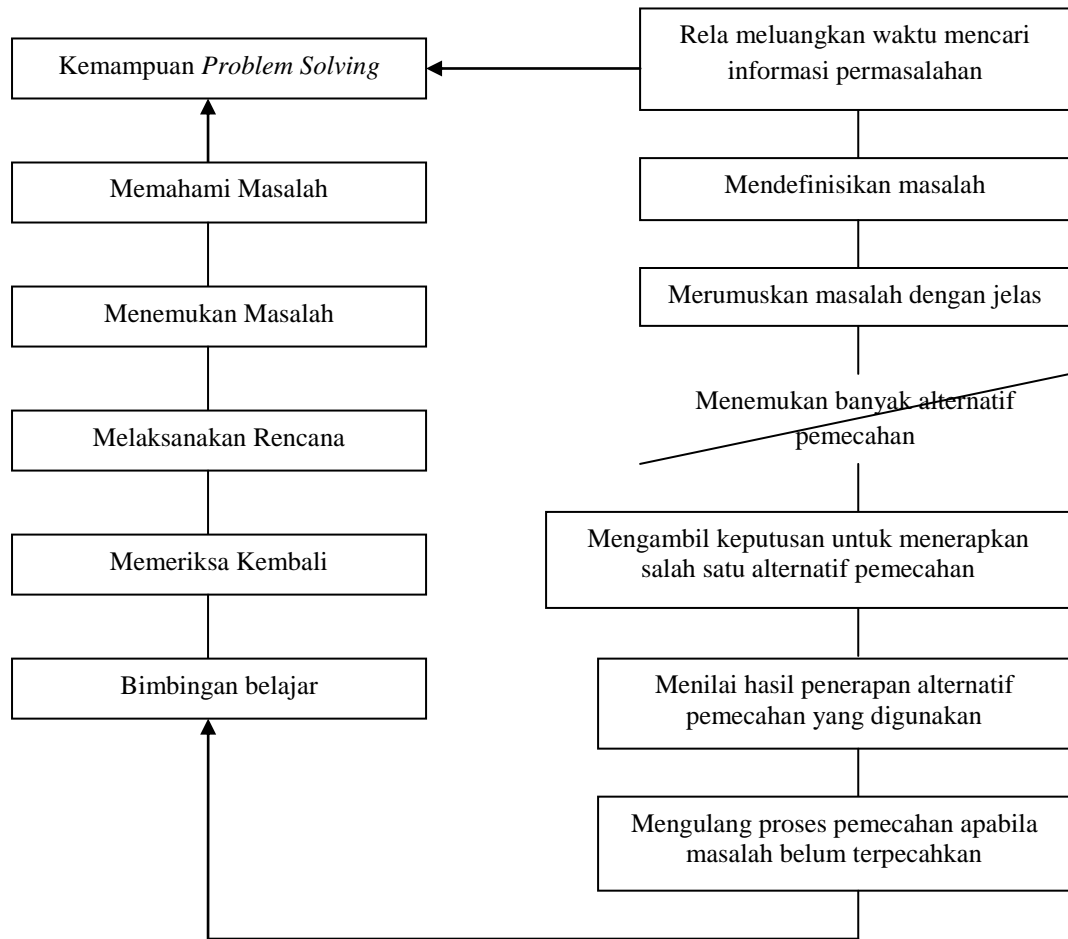 Kemampuan Problem Solving
Memahami Masalah
Menemukan Masalah
Melaksanakan Rencana
Memeriksa Kembali
Bimbingan belajar
Rela meluangkan waktu mencari
informasi permasalahan
Mendefinisikan masalah
Merumuskan masalah dengan jelas
Menemukan banyak alternatif
pemecahan
Mengambil keputusan untuk menerapkan
salah satu alternatif pemecahan
Menilai hasil penerapan alternatif
pemecahan yang digunakan
Mengulang proses pemecahan apabila
masalah belum terpecahkan